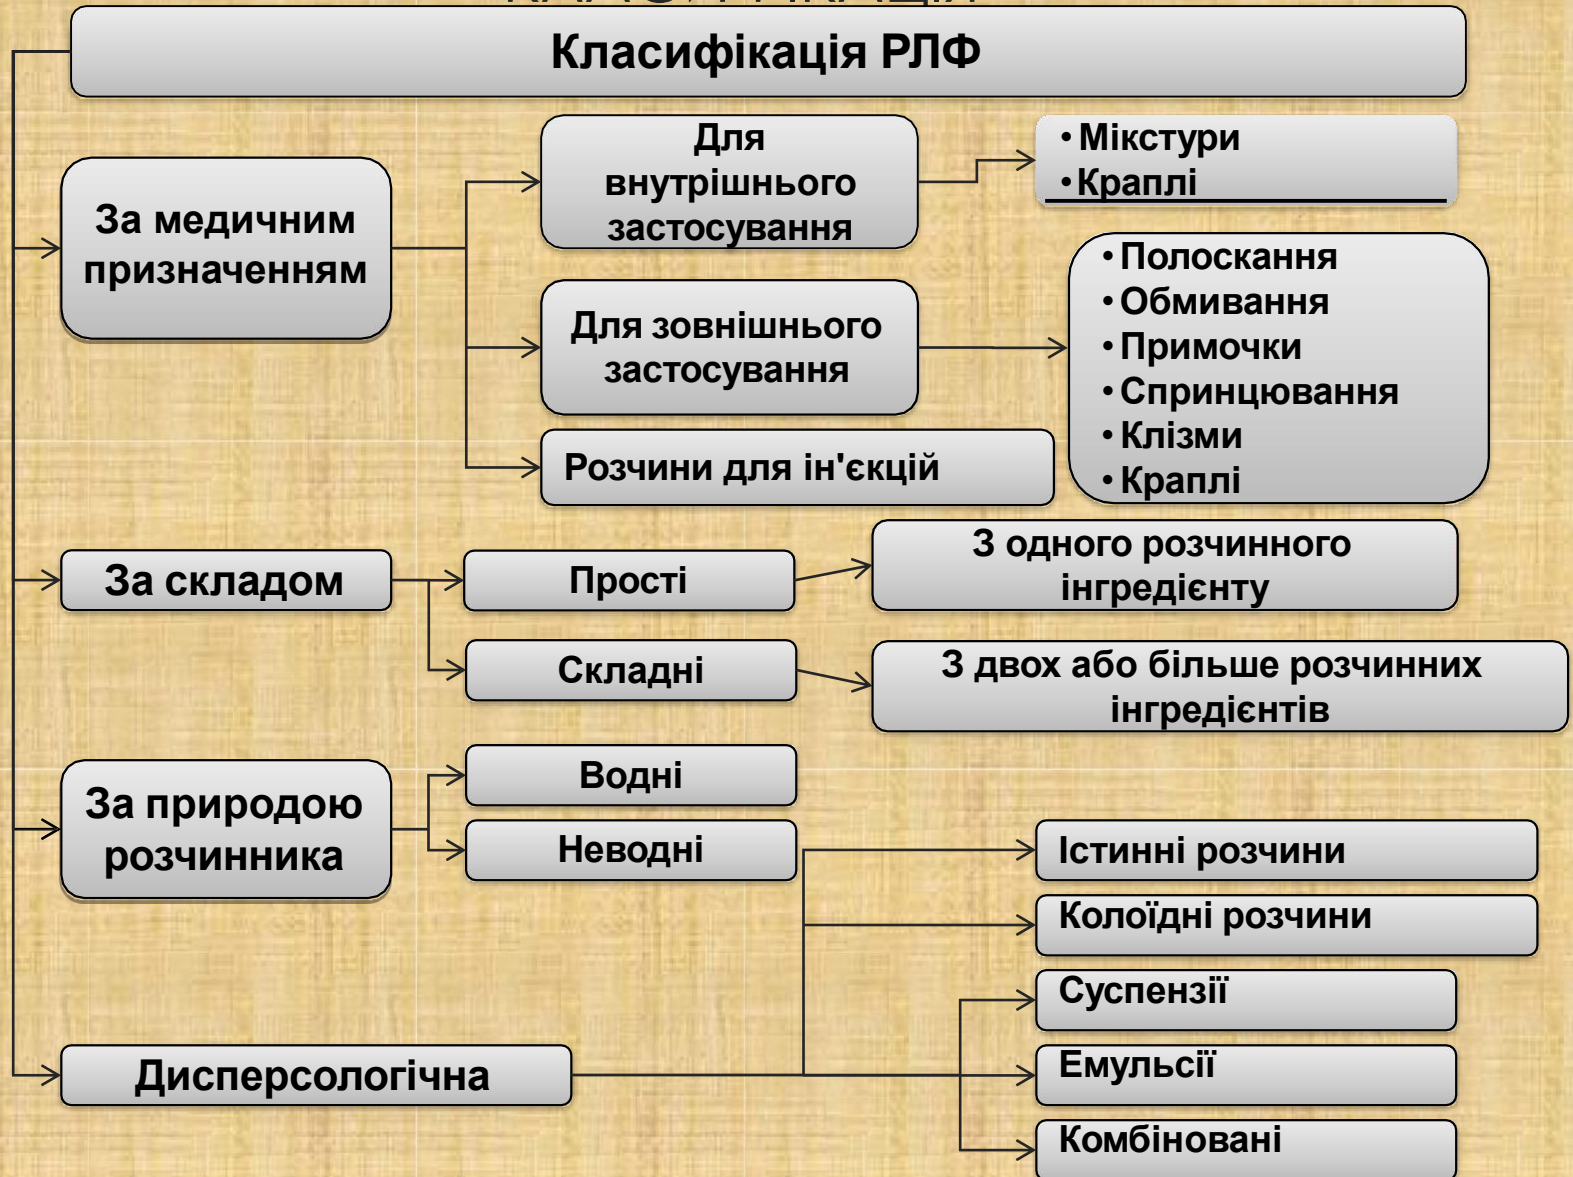 Класифікація РЛФ
За медичним
призначенням
Для
внутрішнього
застосування
• Мікстури
• Краплі
Для зовнішнього
застосування
• Полоскання
• Обмивання
• Примочки
• Спринцювання
• Клізми
• Краплі
Розчини для ін'єкцій
За складом
Прості
З одного розчинного
інгредієнту
Складні
З двох або більше розчинних
інгредієнтів
За природою
розчинника
Водні
Неводні
Дисперсологічна
Істинні розчини
Колоїдні розчини
Суспензії
Емульсії
Комбіновані